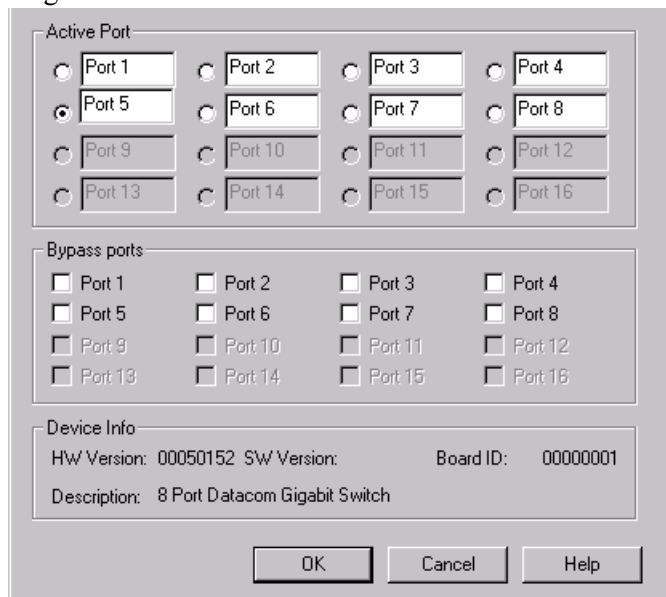 Active Port
Port 1 Port 2 Port 3 Port 4
Port 5 Port 6 Port 7 Port 8
Port 9 Port 10 Port 11 Port 12
Port 13 Port 14 Port 15 Port 16
Bypass ports
Port 1 Port 2 Port 3 Port 4
Port 5 Port 6 Port 7 Port 8
Port 9 Port 10 Port 11 Port 12
Port 13 Port 14 Port 15 Port 16
Device Info
HW Version: 00050152 SW Version: Board ID: 00000001
Description: 8 Port Datacom Gigabit Switch
OK Cancel Help